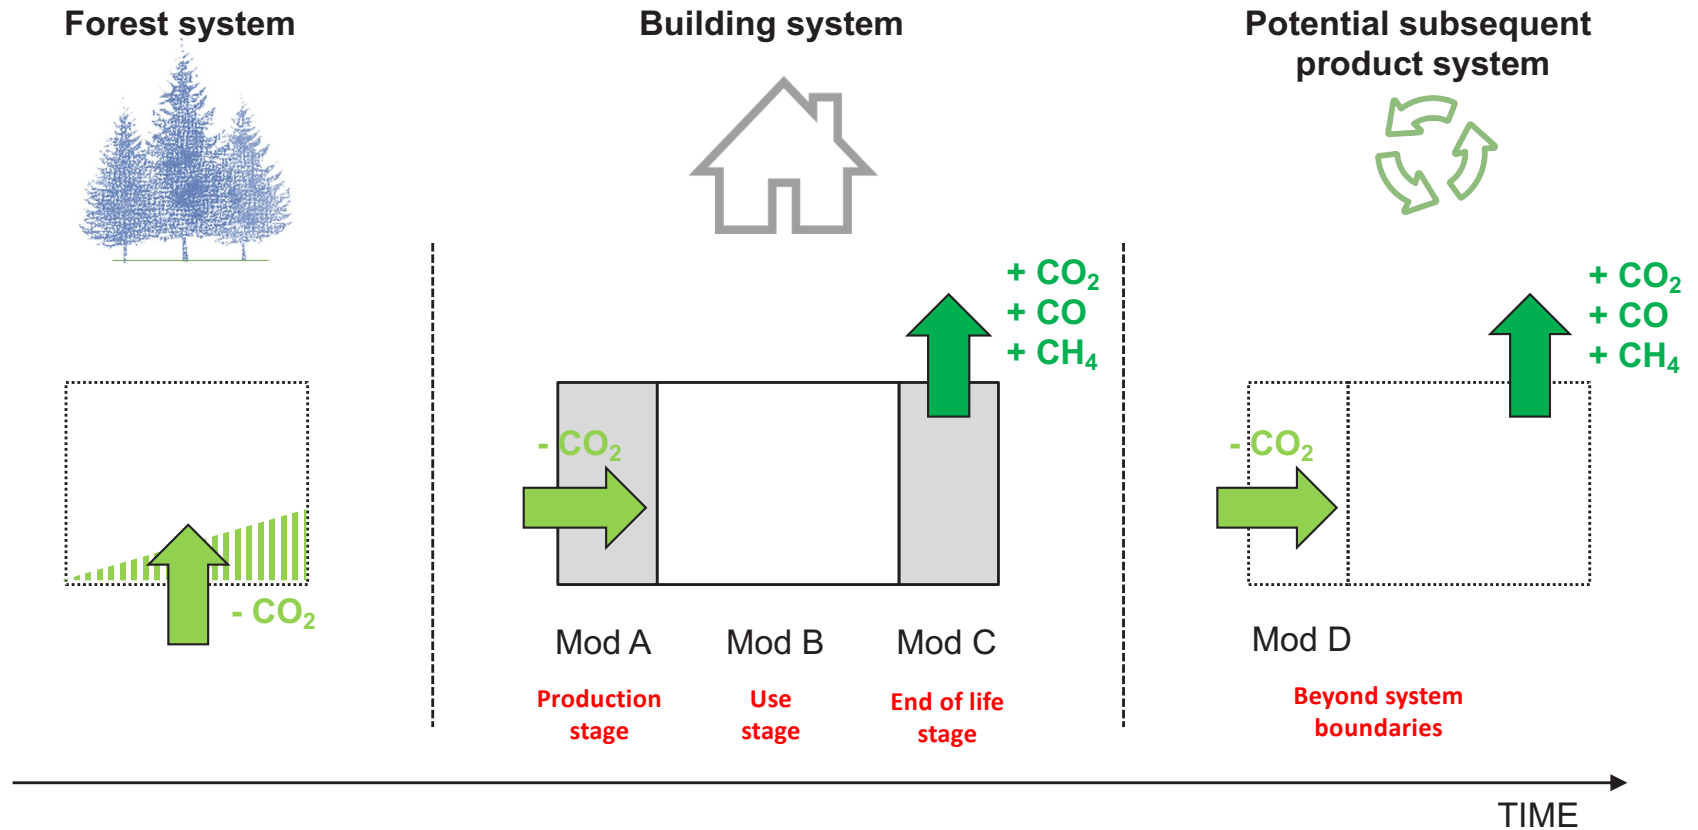 Forest system
Building system
Potential subsequent
product system
+ CO₂
+ CO
+ CH₄
+ CO₂
+ CO
+ CH₄
- CO₂
- CO₂
- CO₂
Mod A
Mod B
Mod C
Mod D
Production
stage
Use
stage
End of life
stage
Beyond system
boundaries
TIME